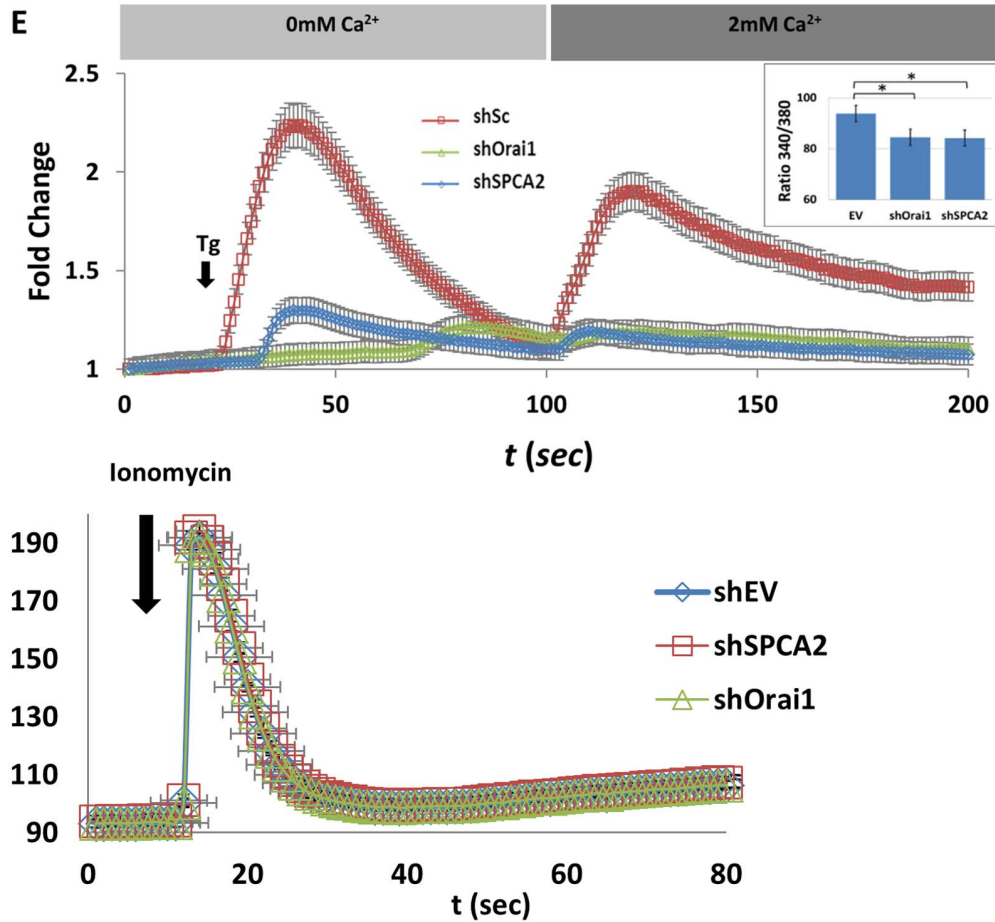 E
0mM Ca²⁺ 2mM Ca²⁺
2.5
2
1.5
1
Fold Change
Tg
shSc
shOrai1
shSPCA2
100
80
60
Ratio 340/380
* *
EV shOrai1 shSPCA2
0 50 100 150 200
t (sec)
Ionomycin
190
170
150
130
110
90
shEV
shSPCA2
shOrai1
0 20 40 60 80
t (sec)